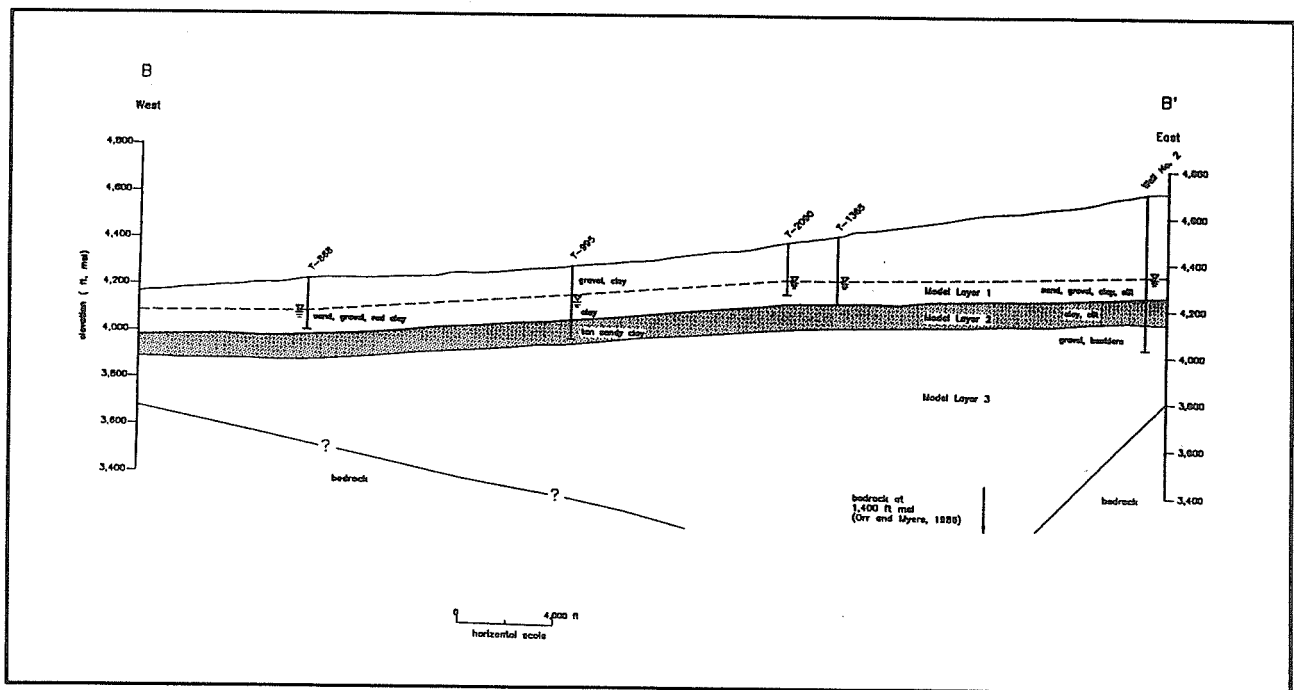 B
West
B'
East
4,800
4,600
4,400
4,200
4,000
3,800
3,600
3,400
elevation ( ft, msl)
T-995
T-2090
T-1365
Well No. 2
4,800
4,600
4,400
4,200
4,000
3,800
3,600
3,400
gravel, clay
sand, gravel, red clay
clay
tan sandy clay
Model Layer 1
sand, gravel, clay, silt
Model Layer 2
clay, silt
gravel, boulders
Model Layer 3
?
?
bedrock
bedrock at
1,400 ft msl
(Orr and Myers,
bedrock
0
4,000 ft
horizontal scale